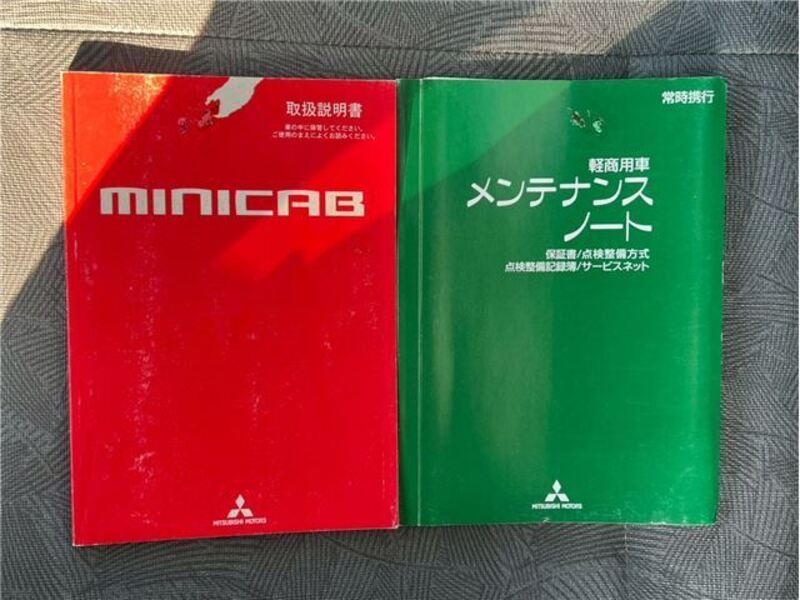 取扱説明書
車の中に保管してください。
ご使用のまえによくお読みください。
MINICAB
MITSUBISHI MOTORS
常時携行
軽商用車
メンテナンス
ノート
保証書/点検整備方式
点検整備記録簿/サービスネット
MITSUBISHI MOTORS